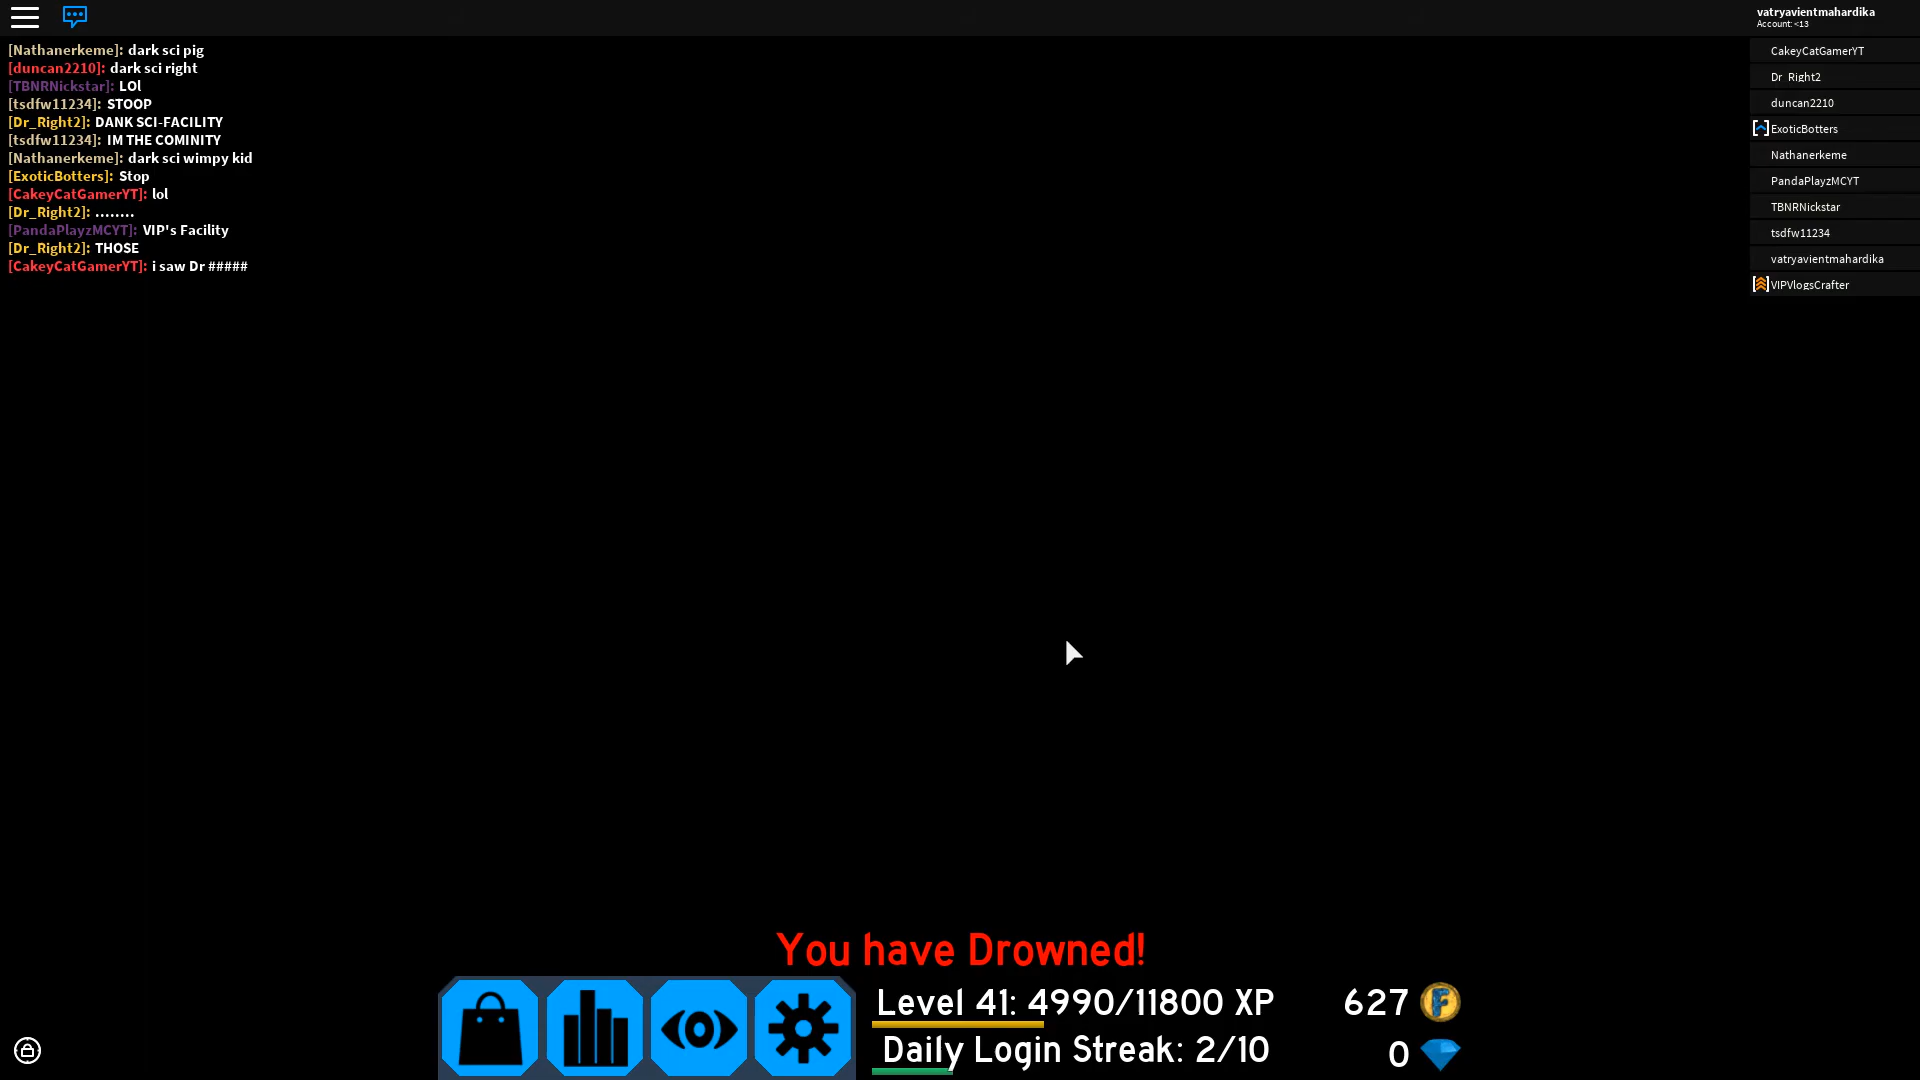 vatryavientmahardika
Account: <13
[Nathanerkeme]: dark sci pig
[duncan2210]: dark sci right
[TBNRNickstar]: LOl
[tsdfw11234]: STOOP
[Dr_Right2]: DANK SCI-FACILITY
[tsdfw11234]: IM THE COMINITY
[Nathanerkeme]: dark sci wimpy kid
[ExoticBotters]: Stop
[CakeyCatGamerYT]: lol
[Dr_Right2]: ........
[PandaPlayzMCYT]: VIP's Facility
[Dr_Right2]: THOSE
[CakeyCatGamerYT]: i saw Dr #####
CakeyCatGamerYT
Dr_Right2
duncan2210
ExoticBotters
Nathanerkeme
PandaPlayzMCYT
TBNRNickstar
tsdfw11234
vatryavientmahardika
VIPVlogsCrafter
You have Drowned!
Level 41: 4990/11800 XP
627
F
Daily Login Streak: 2/10
0